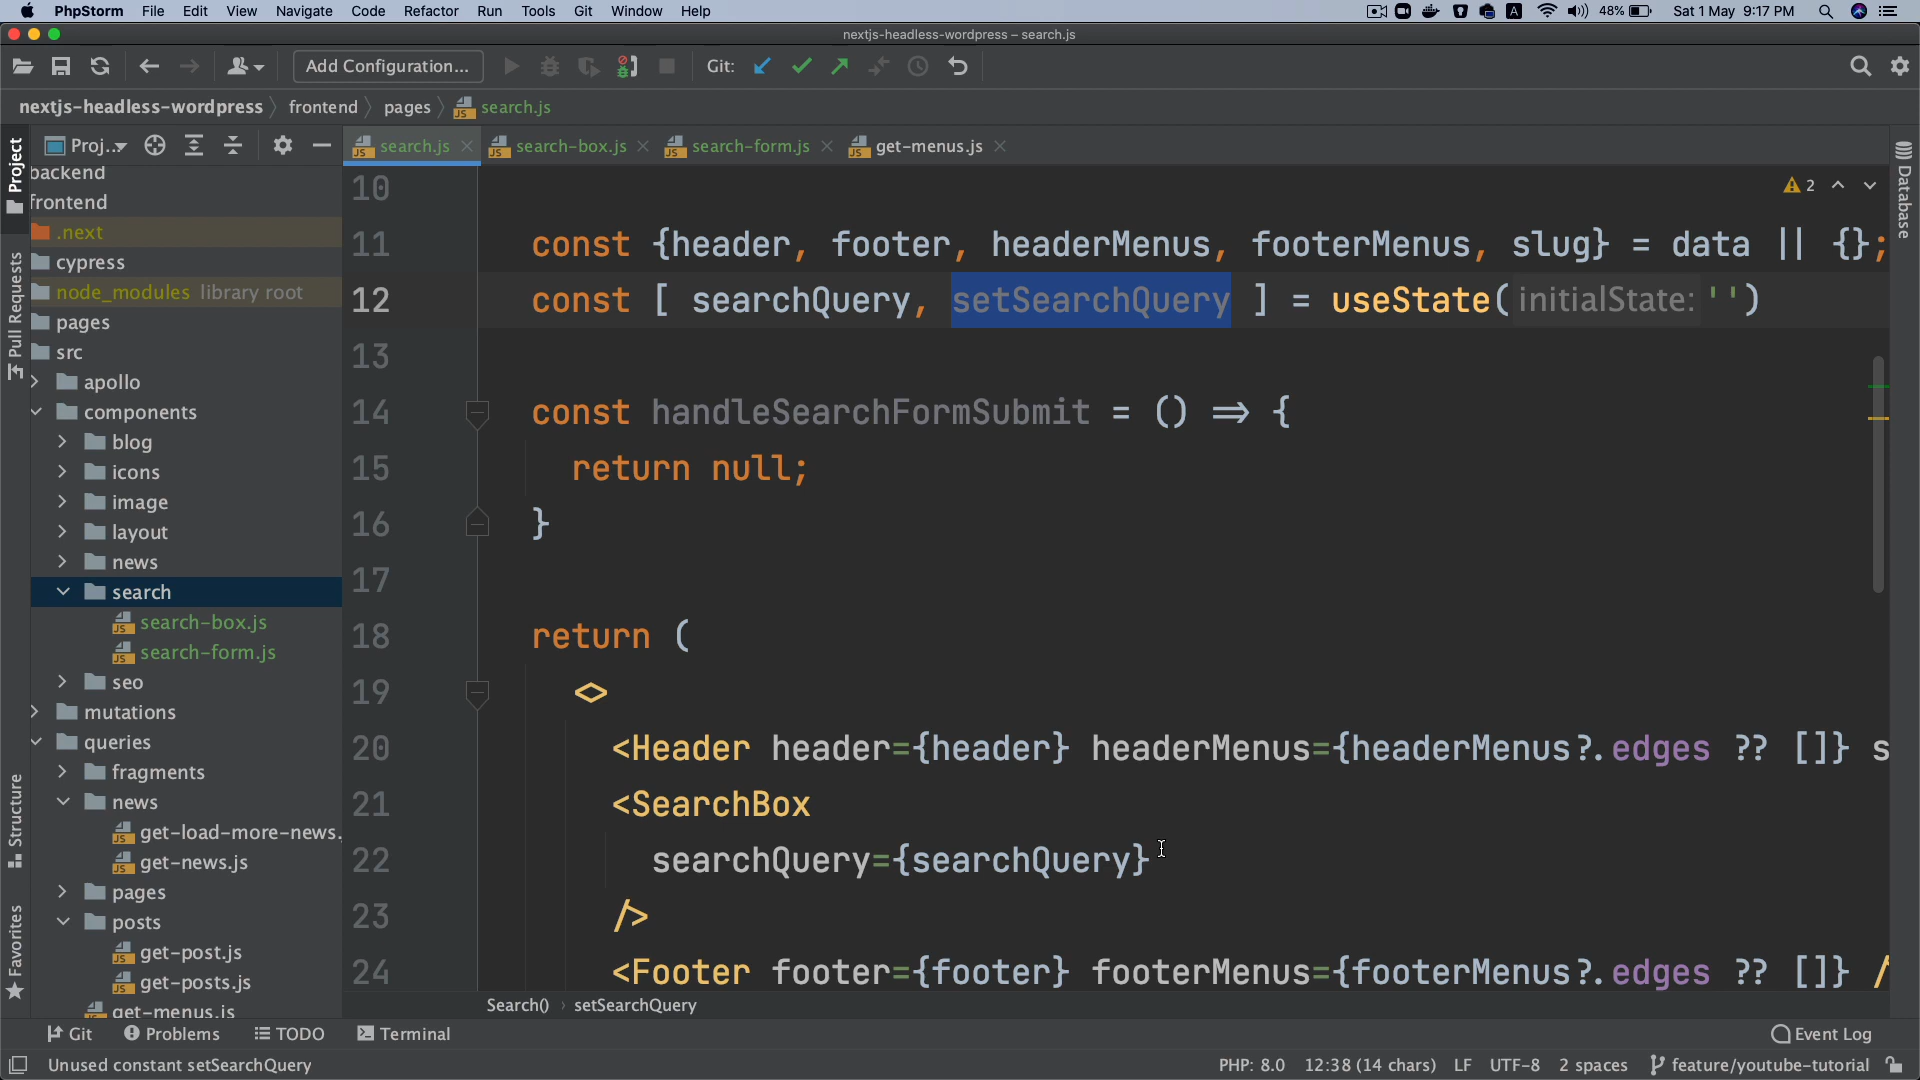 PhpStorm File Edit View Navigate Code Refactor Run Tools Git Window Help
48% Sat 1 May 9:17 PM
nextjs-headless-wordpress – search.js
Add Configuration... Git:
nextjs-headless-wordpress frontend pages search.js
Project
Pull Requests
Structure
Favorites
Database
Proj...
search.js search-box.js search-form.js get-menus.js
backend
frontend
.next
cypress
node_modules library root
pages
src
apollo
components
blog
icons
image
layout
news
search
search-box.js
search-form.js
seo
mutations
queries
fragments
news
get-load-more-news.
get-news.js
pages
posts
get-post.js
get-posts.js
get-menus.js
2
10
11 const {header, footer, headerMenus, footerMenus, slug} = data || {};
12 const [ searchQuery, setSearchQuery ] = useState( initialState: '')
13
14 const handleSearchFormSubmit = () => {
15 return null;
16 }
17
18 return (
19 <>
20 <Header header={header} headerMenus={headerMenus?.edges ?? []} s
21 <SearchBox
22 searchQuery={searchQuery}
23 />
24 <Footer footer={footer} footerMenus={footerMenus?.edges ?? []} /
Search() › setSearchQuery
Git Problems TODO Terminal Event Log
Unused constant setSearchQuery PHP: 8.0 12:38 (14 chars) LF UTF-8 2 spaces feature/youtube-tutorial